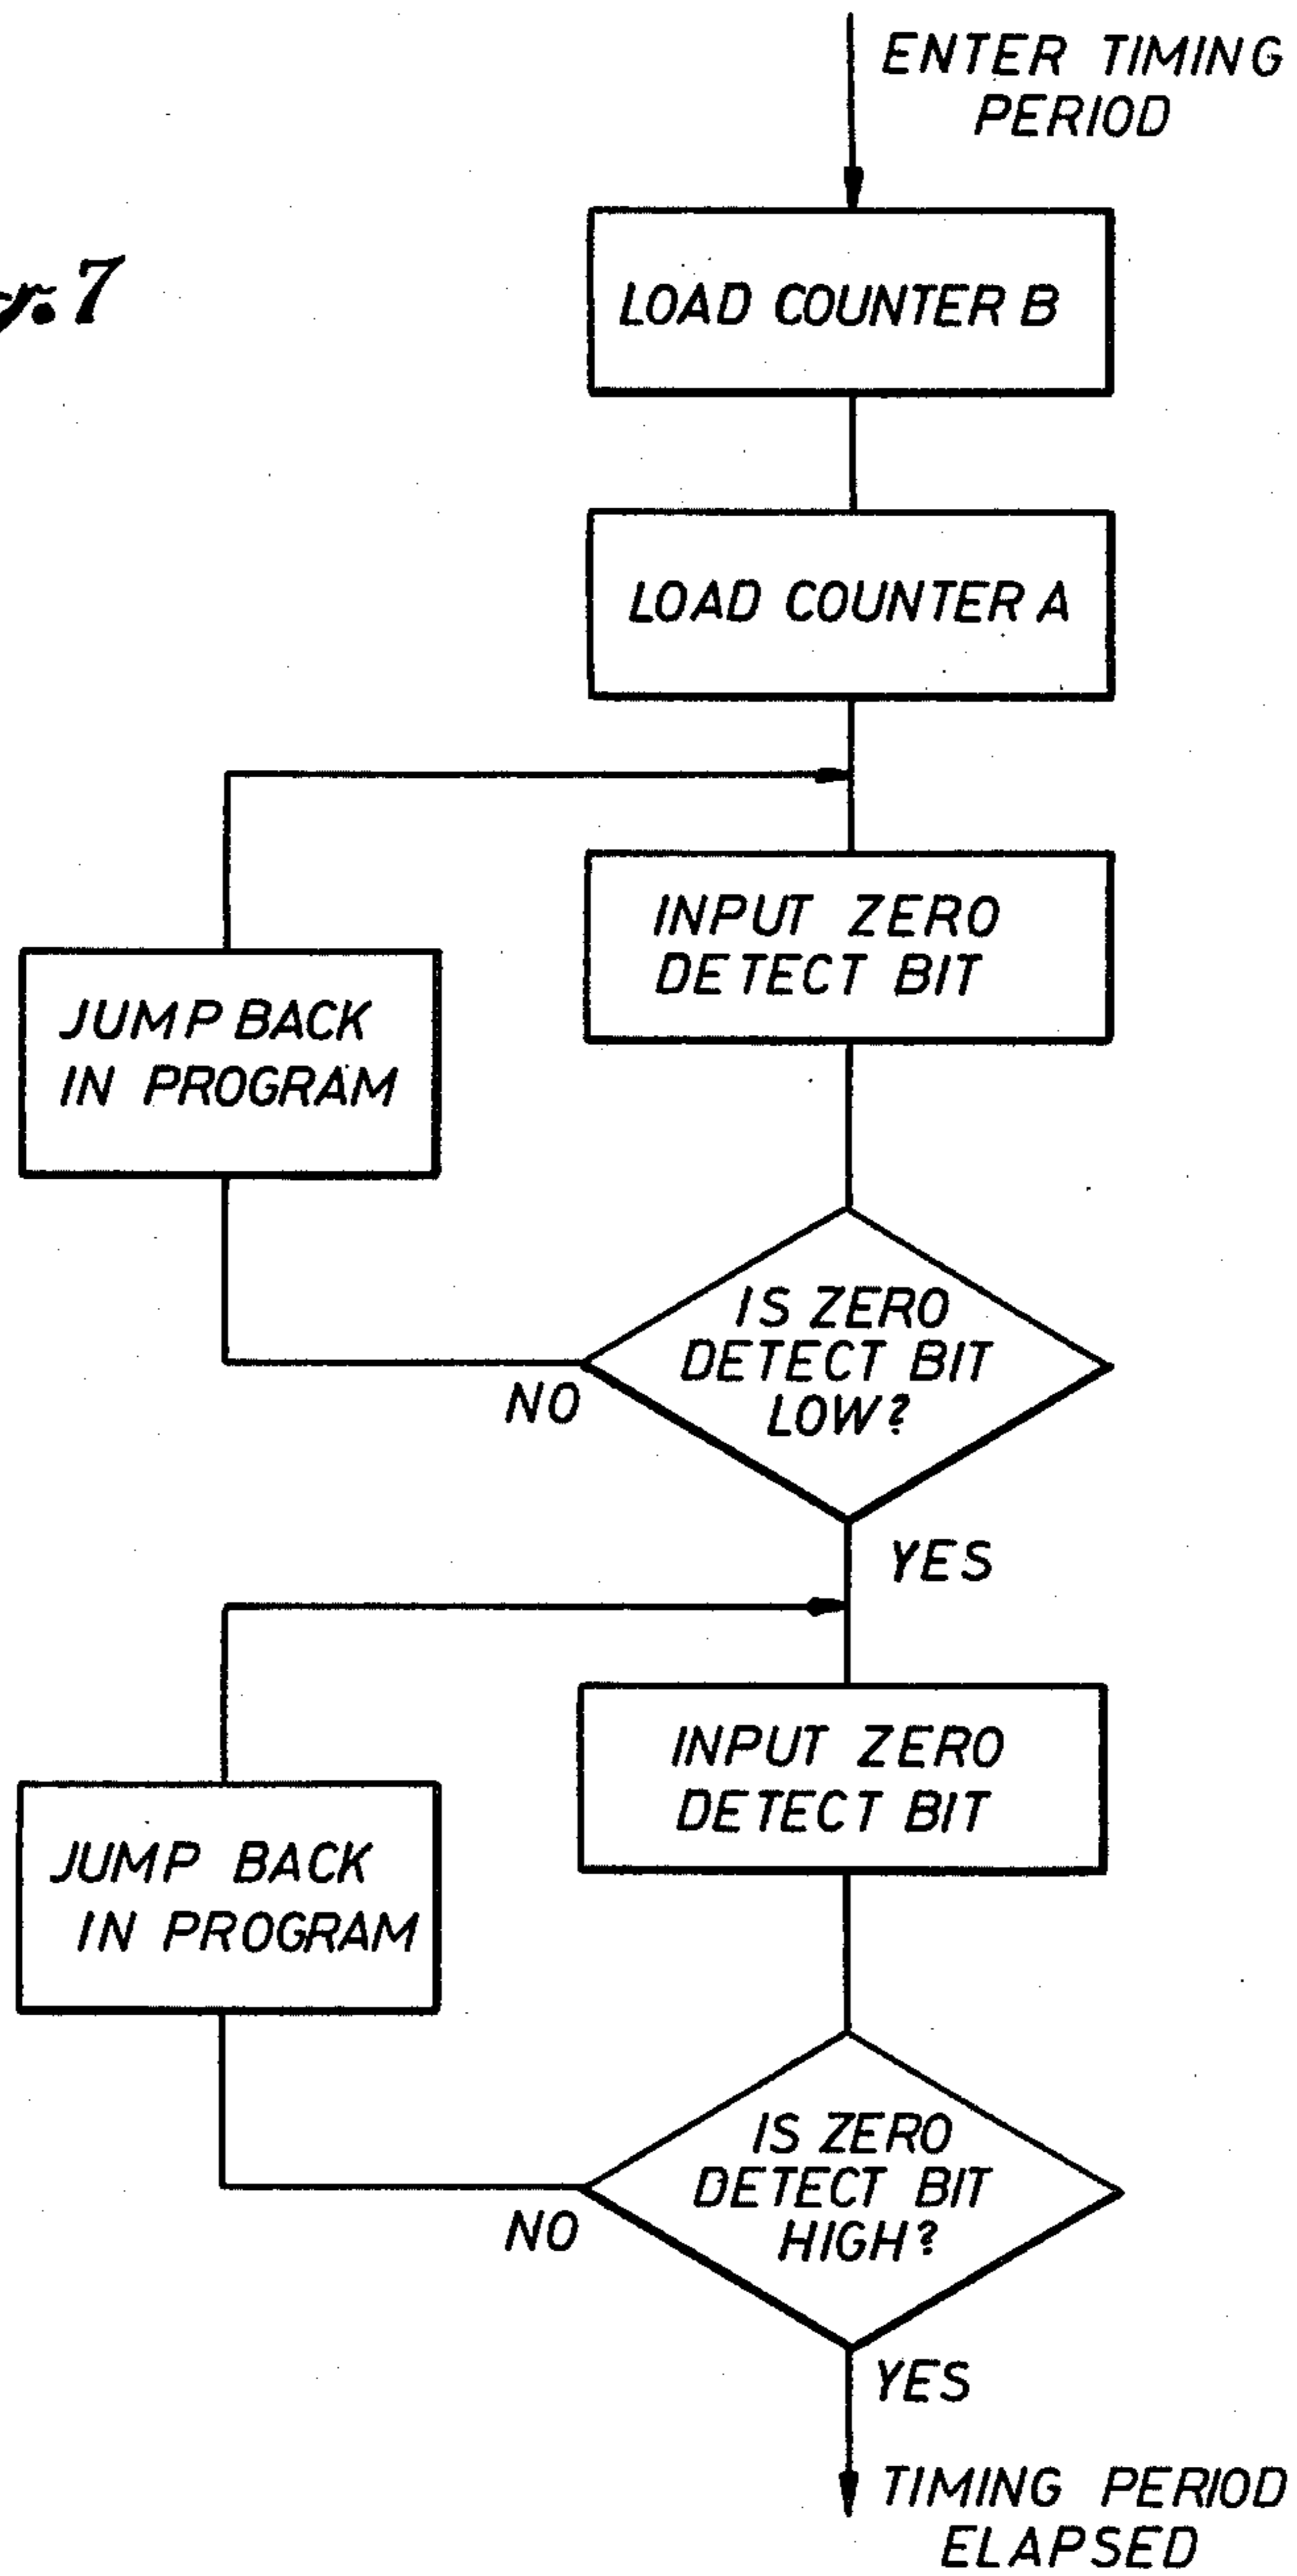 7
ENTER TIMING
PERIOD
LOAD COUNTER B
LOAD COUNTER A
INPUT ZERO
DETECT BIT
JUMP BACK
IN PROGRAM
IS ZERO
DETECT BIT
LOW?
NO
YES
INPUT ZERO
DETECT BIT
JUMP BACK
IN PROGRAM
IS ZERO
DETECT BIT
HIGH?
NO
YES
TIMING PERIOD
ELAPSED